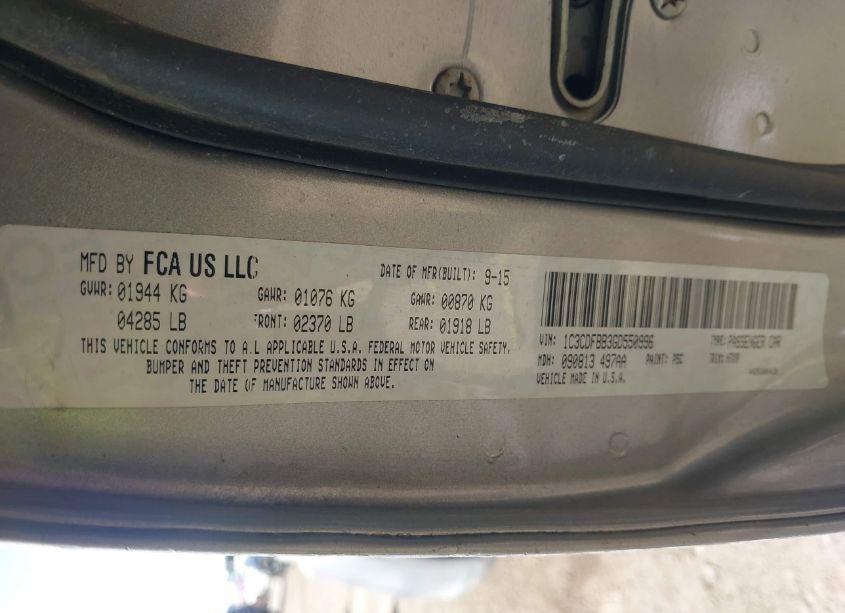 MFD BY FCA US LLC
DATE OF MFR(BUILT): 9-15
GVWR: 01944 KG
GAWR: 01076 KG
GAWR: 00870 KG
04285 LB
FRONT: 02370 LB
REAR: 01918 LB
THIS VEHICLE CONFORMS TO A.L APPLICABLE U.S.A. FEDERAL MOTOR VEHICLE SAFETY,
BUMPER AND THEFT PREVENTION STANDARDS IN EFFECT ON
THE DATE OF MANUFACTURE SHOWN ABOVE.
VIN: 1C3CDFBB3GD550996
TYPE: PASSENGER CAR
MDH: 090813 497AA
PAINT: PSC
TRIM:
VEHICLE MADE IN U.S.A.